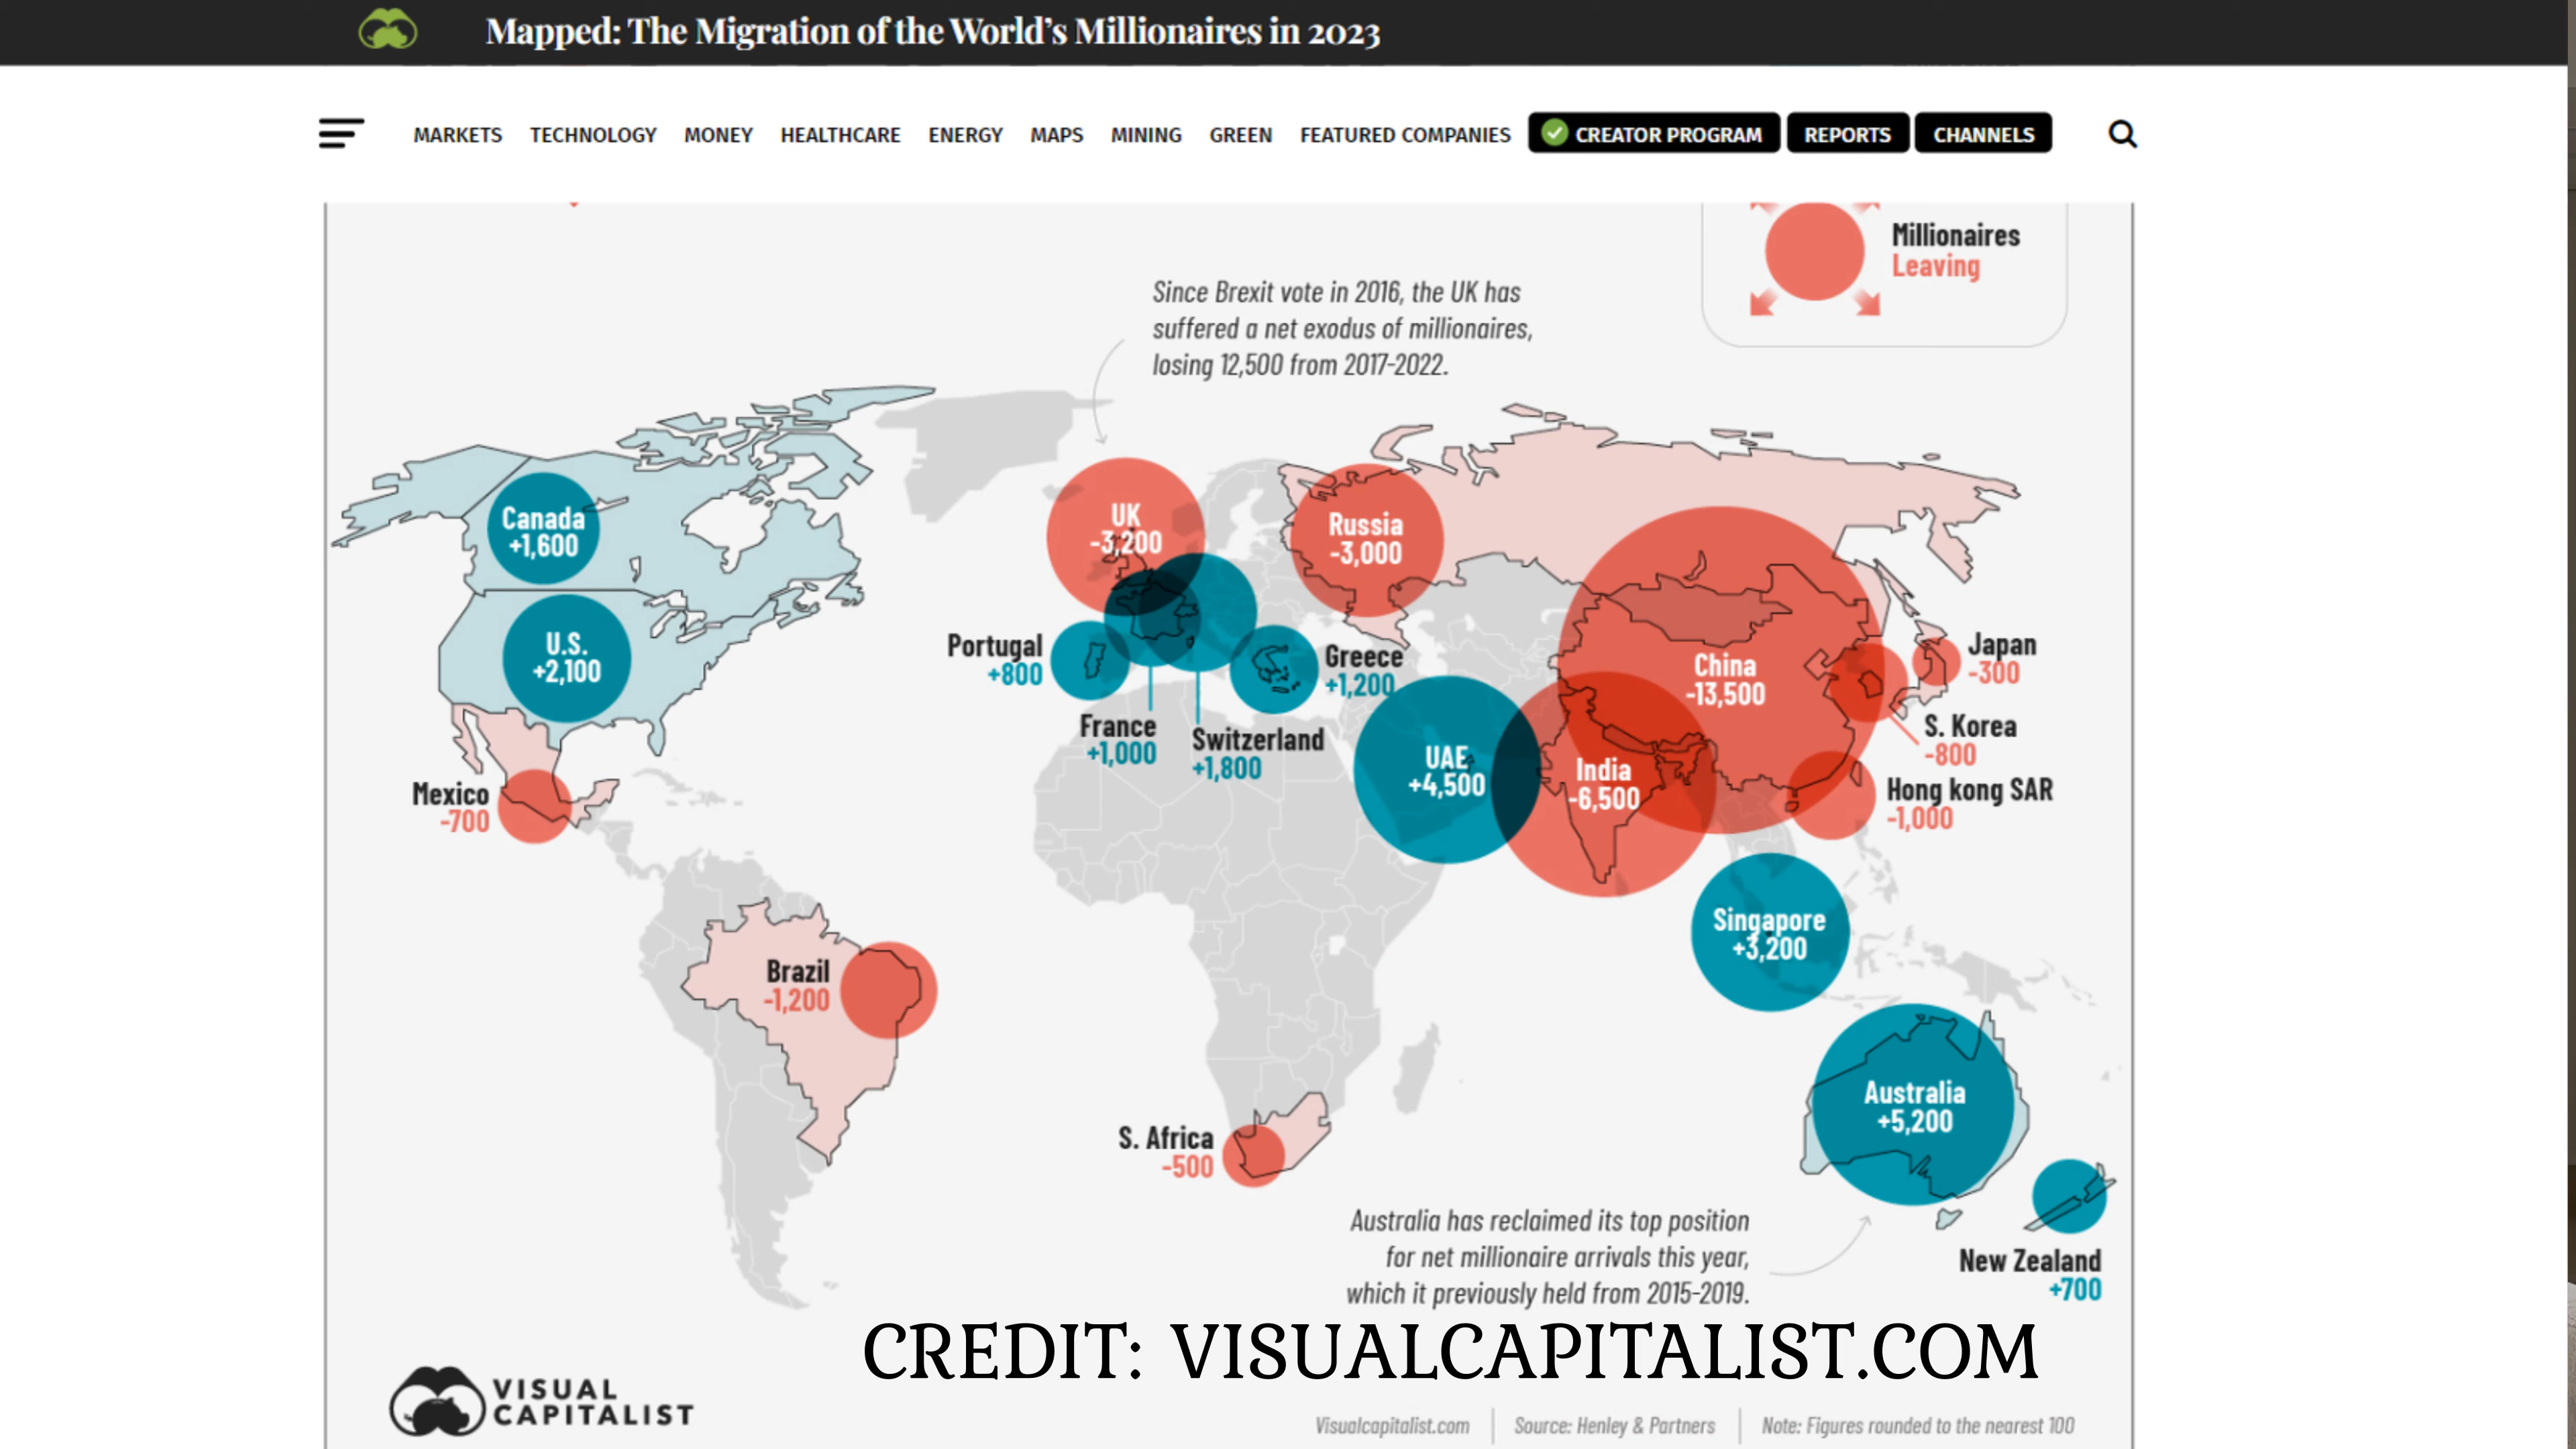 Mapped: The Migration of the World's Millionaires in 2023
MARKETS TECHNOLOGY MONEY HEALTHCARE ENERGY MAPS MINING GREEN FEATURED COMPANIES CREATOR PROGRAM REPORTS CHANNELS
Millionaires
Leaving
Since Brexit vote in 2016, the UK has
suffered a net exodus of millionaires,
losing 12,500 from 2017-2022.
Canada
+1,600
UK
-3,200
Russia
-3,000
U.S.
+2,100
Portugal
+800
Greece
+1,200
France
+1,000
Switzerland
+1,800
China
-13,500
Japan
-300
S. Korea
-800
UAE
+4,500
India
-6,500
Hong kong SAR
-1,000
Mexico
-700
Singapore
+3,200
Brazil
-1,200
Australia
+5,200
S. Africa
-500
Australia has reclaimed its top position
for net millionaire arrivals this year,
which it previously held from 2015-2019.
New Zealand
+700
CREDIT: VISUALCAPITALIST.COM
VISUAL
CAPITALIST
Visualcapitalist.com Source: Henley & Partners Note: Figures rounded to the nearest 100